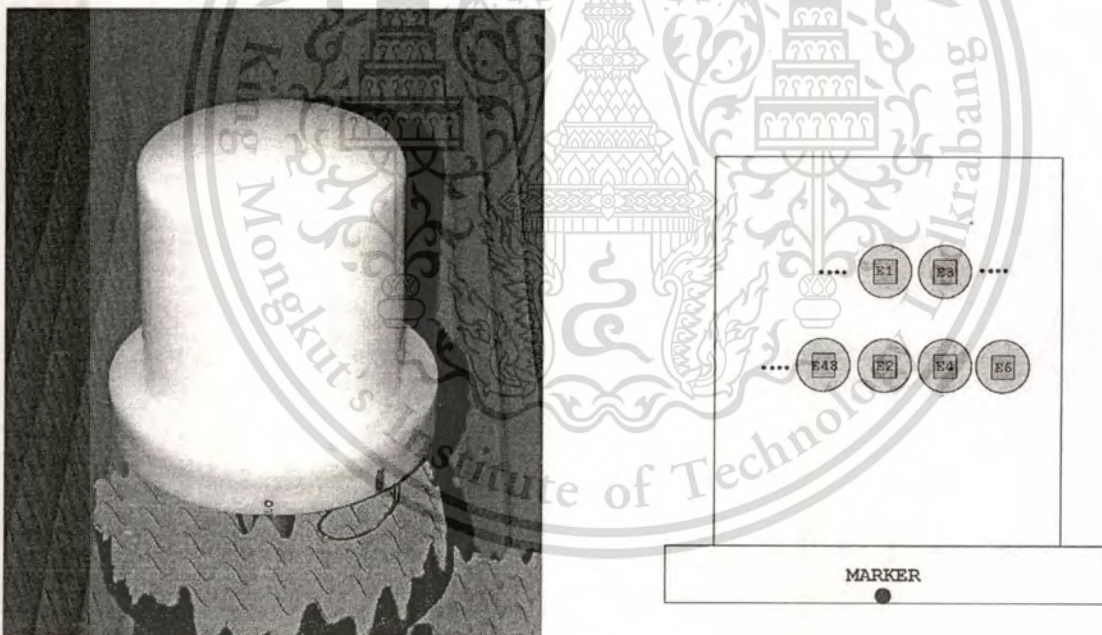 King Mongkut's Institute of Technology Ladkrabang
.... E1 E3 ....
.... E48 E2 E4 E6
MARKER